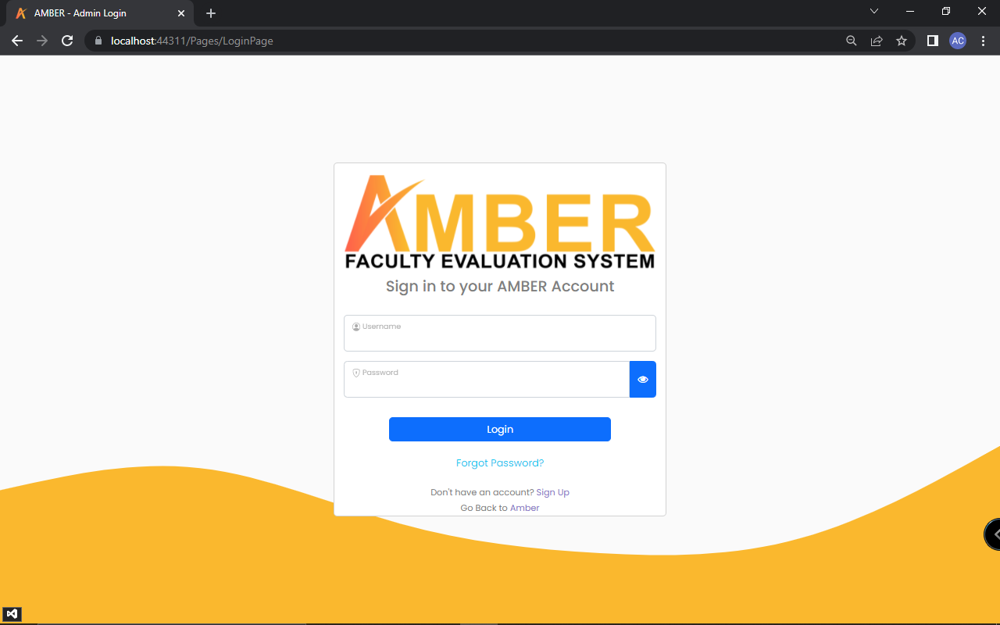 AMBER - Admin Login
localhost:44311/Pages/LoginPage
AC
AMBER
FACULTY EVALUATION SYSTEM
Sign in to your AMBER Account
Username
Password
Login
Forgot Password?
Don't have an account? Sign Up
Go Back to Amber